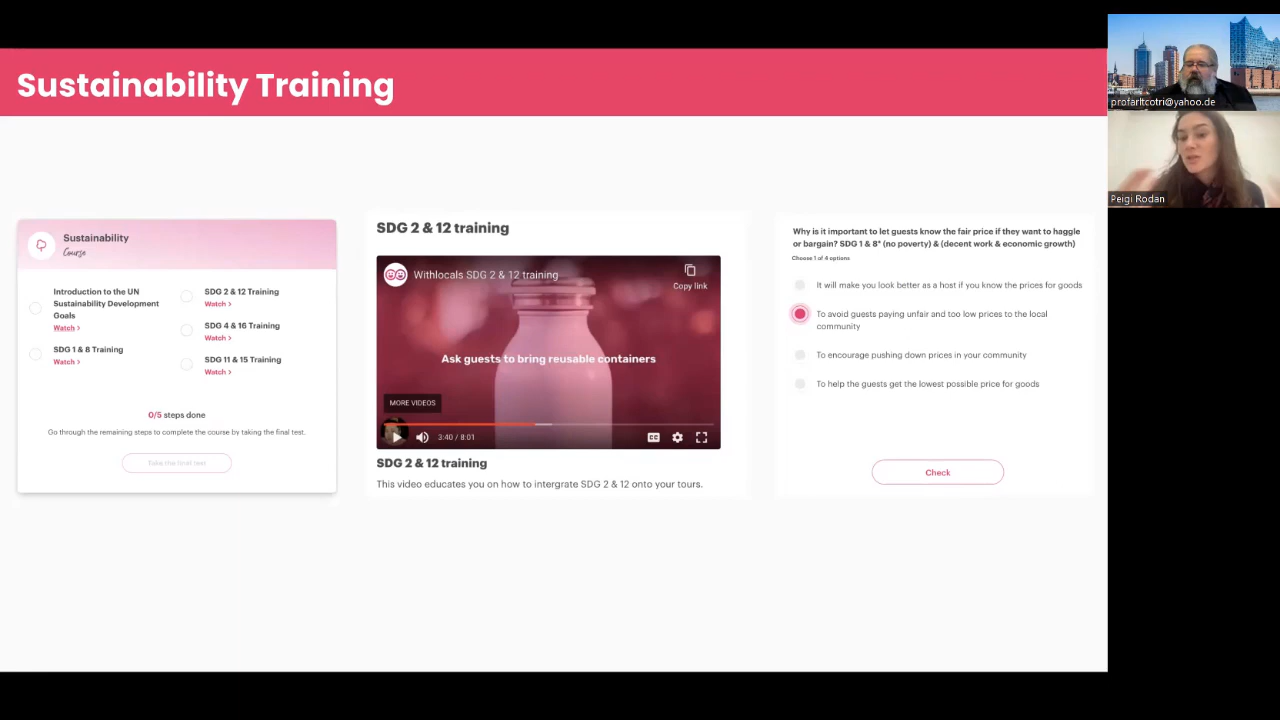 Sustainability Training
Sustainability
Course
Introduction to the UN
Sustainability Development
Goals
Watch >
SDG 1 & 8 Training
Watch >
SDG 2 & 12 Training
Watch >
SDG 4 & 16 Training
Watch >
SDG 11 & 15 Training
Watch >
0/5 steps done
Go through the remaining steps to complete the course by taking the final test.
Take the final test
SDG 2 & 12 training
Withlocals SDG 2 & 12 training
Copy link
Ask guests to bring reusable containers
MORE VIDEOS
3:40 / 8:01
CC
SDG 2 & 12 training
This video educates you on how to intergrate SDG 2 & 12 onto your tours.
Why is it important to let guests know the fair price if they want to haggle
or bargain? SDG 1 & 8* (no poverty) & (decent work & economic growth)
Choose 1 of 4 options
It will make you look better as a host if you know the prices for goods
To avoid guests paying unfair and too low prices to the local
community
To encourage pushing down prices in your community
To help the guests get the lowest possible price for goods
Check
profarltcotri@yahoo.de
Peigi Rodan